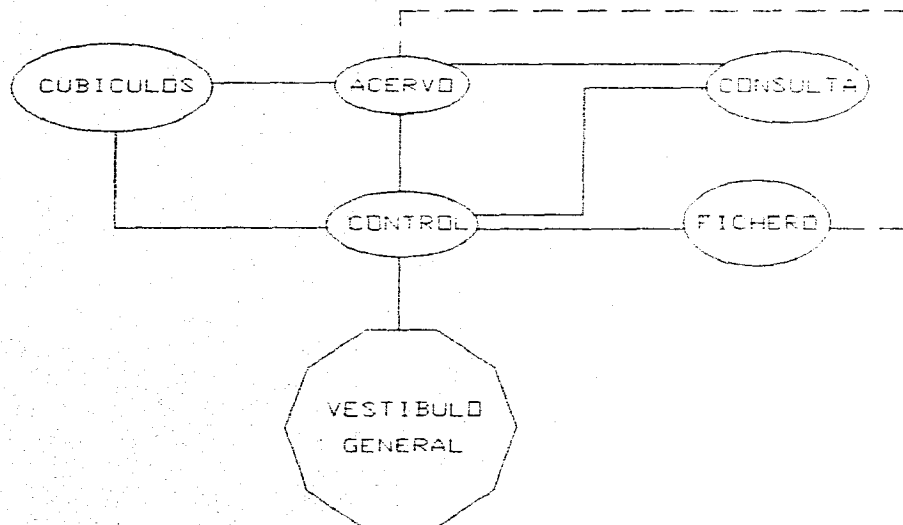 CUBICULOS
ACERVO
CONSULTA
CONTROL
FICHERO
VESTIBULO
GENERAL